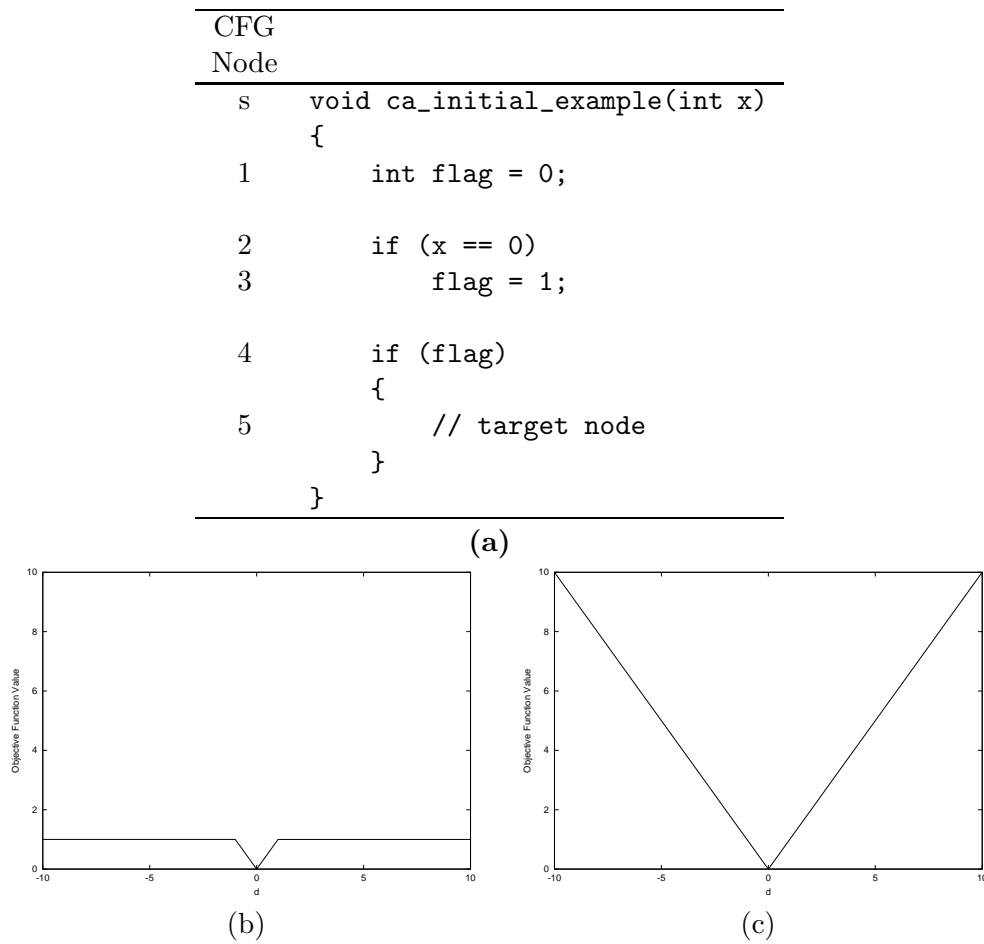 CFG
Node
s void ca_initial_example(int x)
{
1 int flag = 0;
2 if (x == 0)
3 flag = 1;
4 if (flag)
{
5 // target node
}
}
(a)
10
8
6
4
2
0
-10 -5 0 5 10
Objective Function Value
d
(b)
10
8
6
4
2
0
-10 -5 0 5 10
Objective Function Value
d
(c)